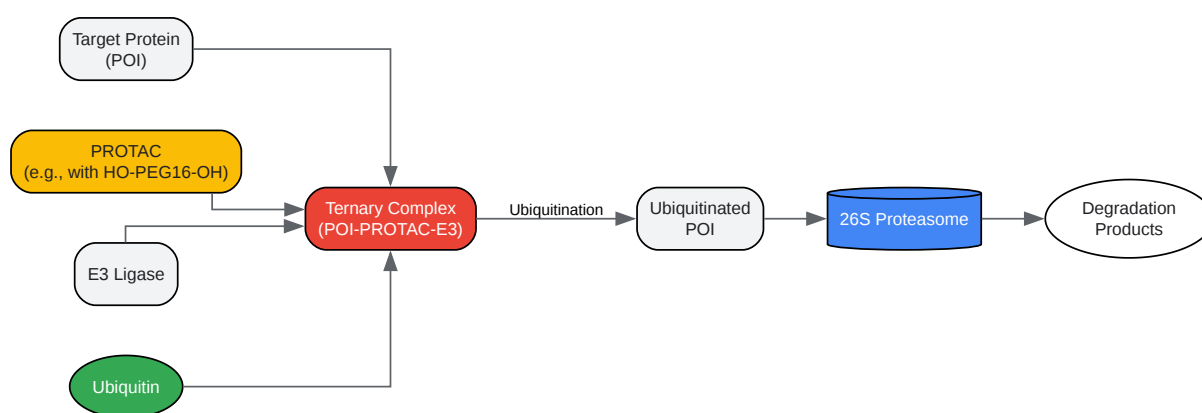 Target Protein
(POI)
PROTAC
(e.g., with HO-PEG16-OH)
E3 Ligase
Ubiquitin
Ternary Complex
(POI-PROTAC-E3)
Ubiquitination
Ubiquitinated
POI
26S Proteasome
Degradation
Products